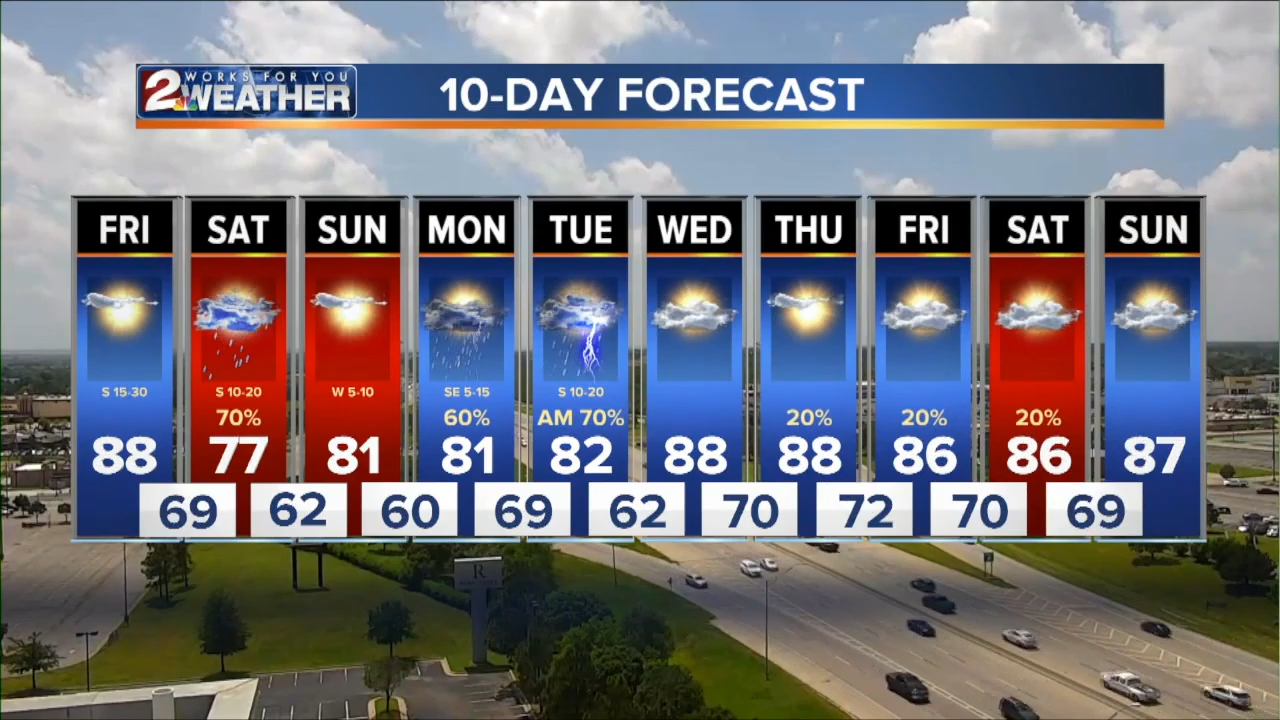 2 WORKS FOR YOU
WEATHER
10-DAY FORECAST
FRI SAT SUN MON TUE WED THU FRI SAT SUN
S 15-30 S 10-20 W 5-10 SE 5-15 S 10-20
70% 60% AM 70% 20% 20% 20%
88 77 81 81 82 88 88 86 86 87
69 62 60 69 62 70 72 70 69
R